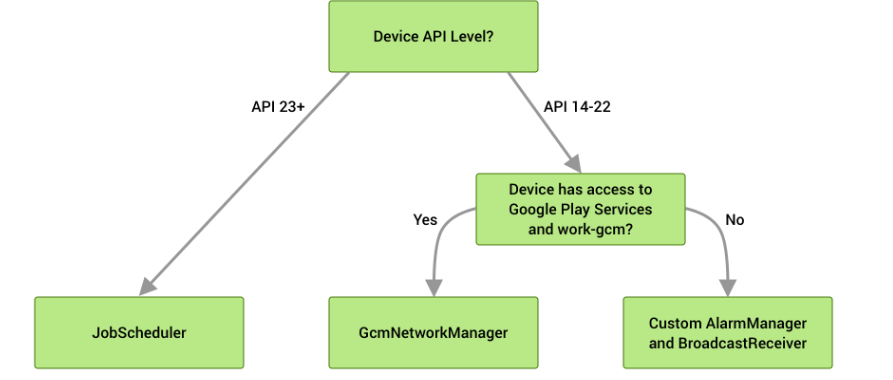 Device API Level?
API 23+
API 14-22
Device has access to
Google Play Services
and work-gcm?
Yes
No
JobScheduler
GcmNetworkManager
Custom AlarmManager
and BroadcastReceiver